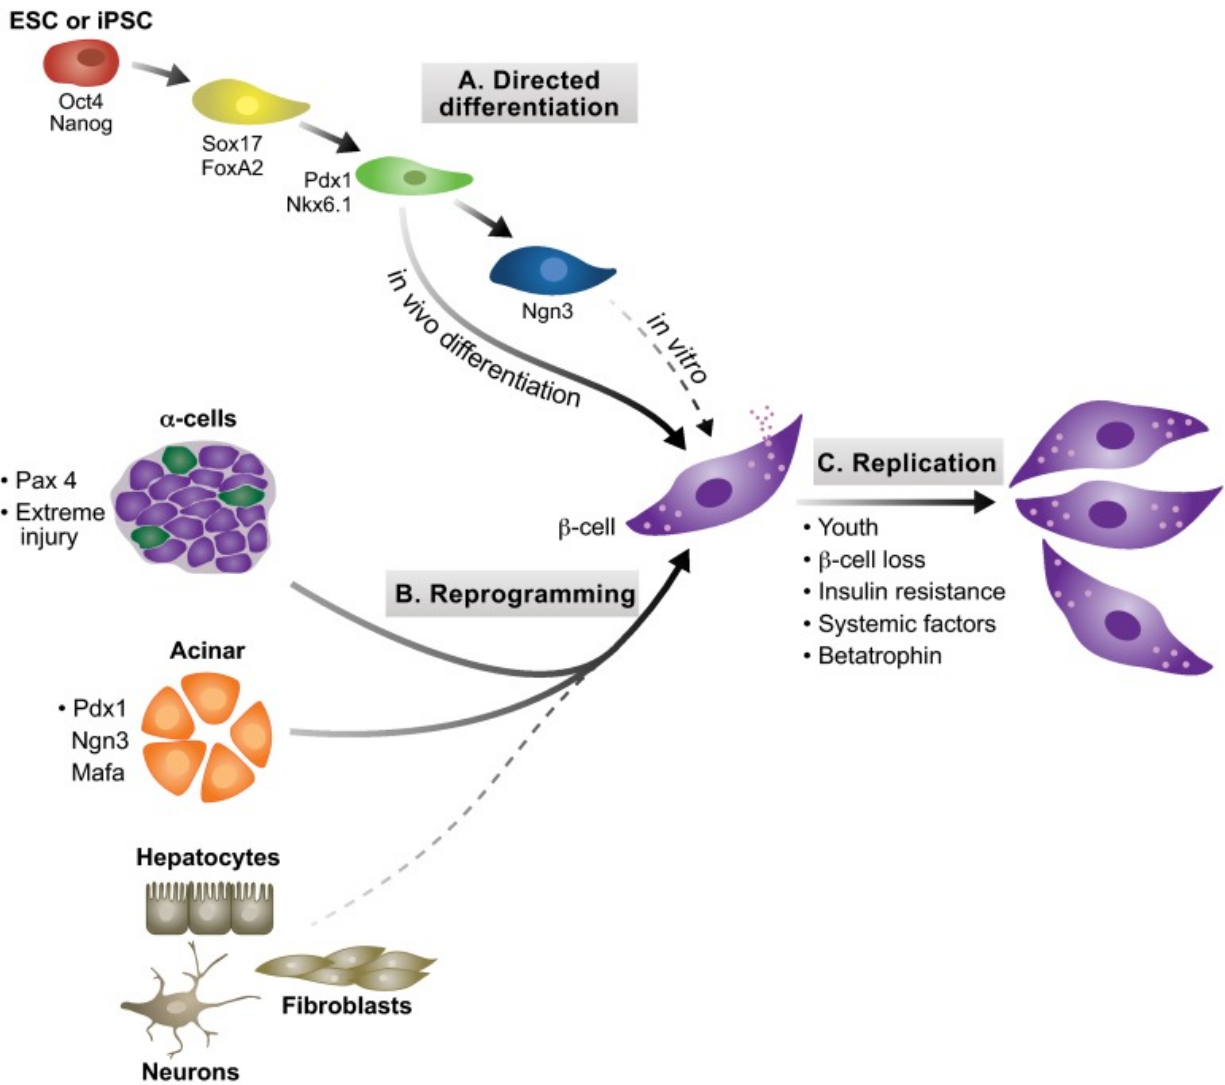 ESC or iPSC
Oct4
Nanog
Sox17
FoxA2
Pdx1
Nkx6.1
Ngn3
A. Directed
differentiation
in vivo differentiation
in vitro
α-cells
• Pax 4
• Extreme
injury
β-cell
B. Reprogramming
Acinar
• Pdx1
Ngn3
Mafa
Hepatocytes
Fibroblasts
Neurons
C. Replication
• Youth
• β-cell loss
• Insulin resistance
• Systemic factors
• Betatrophin